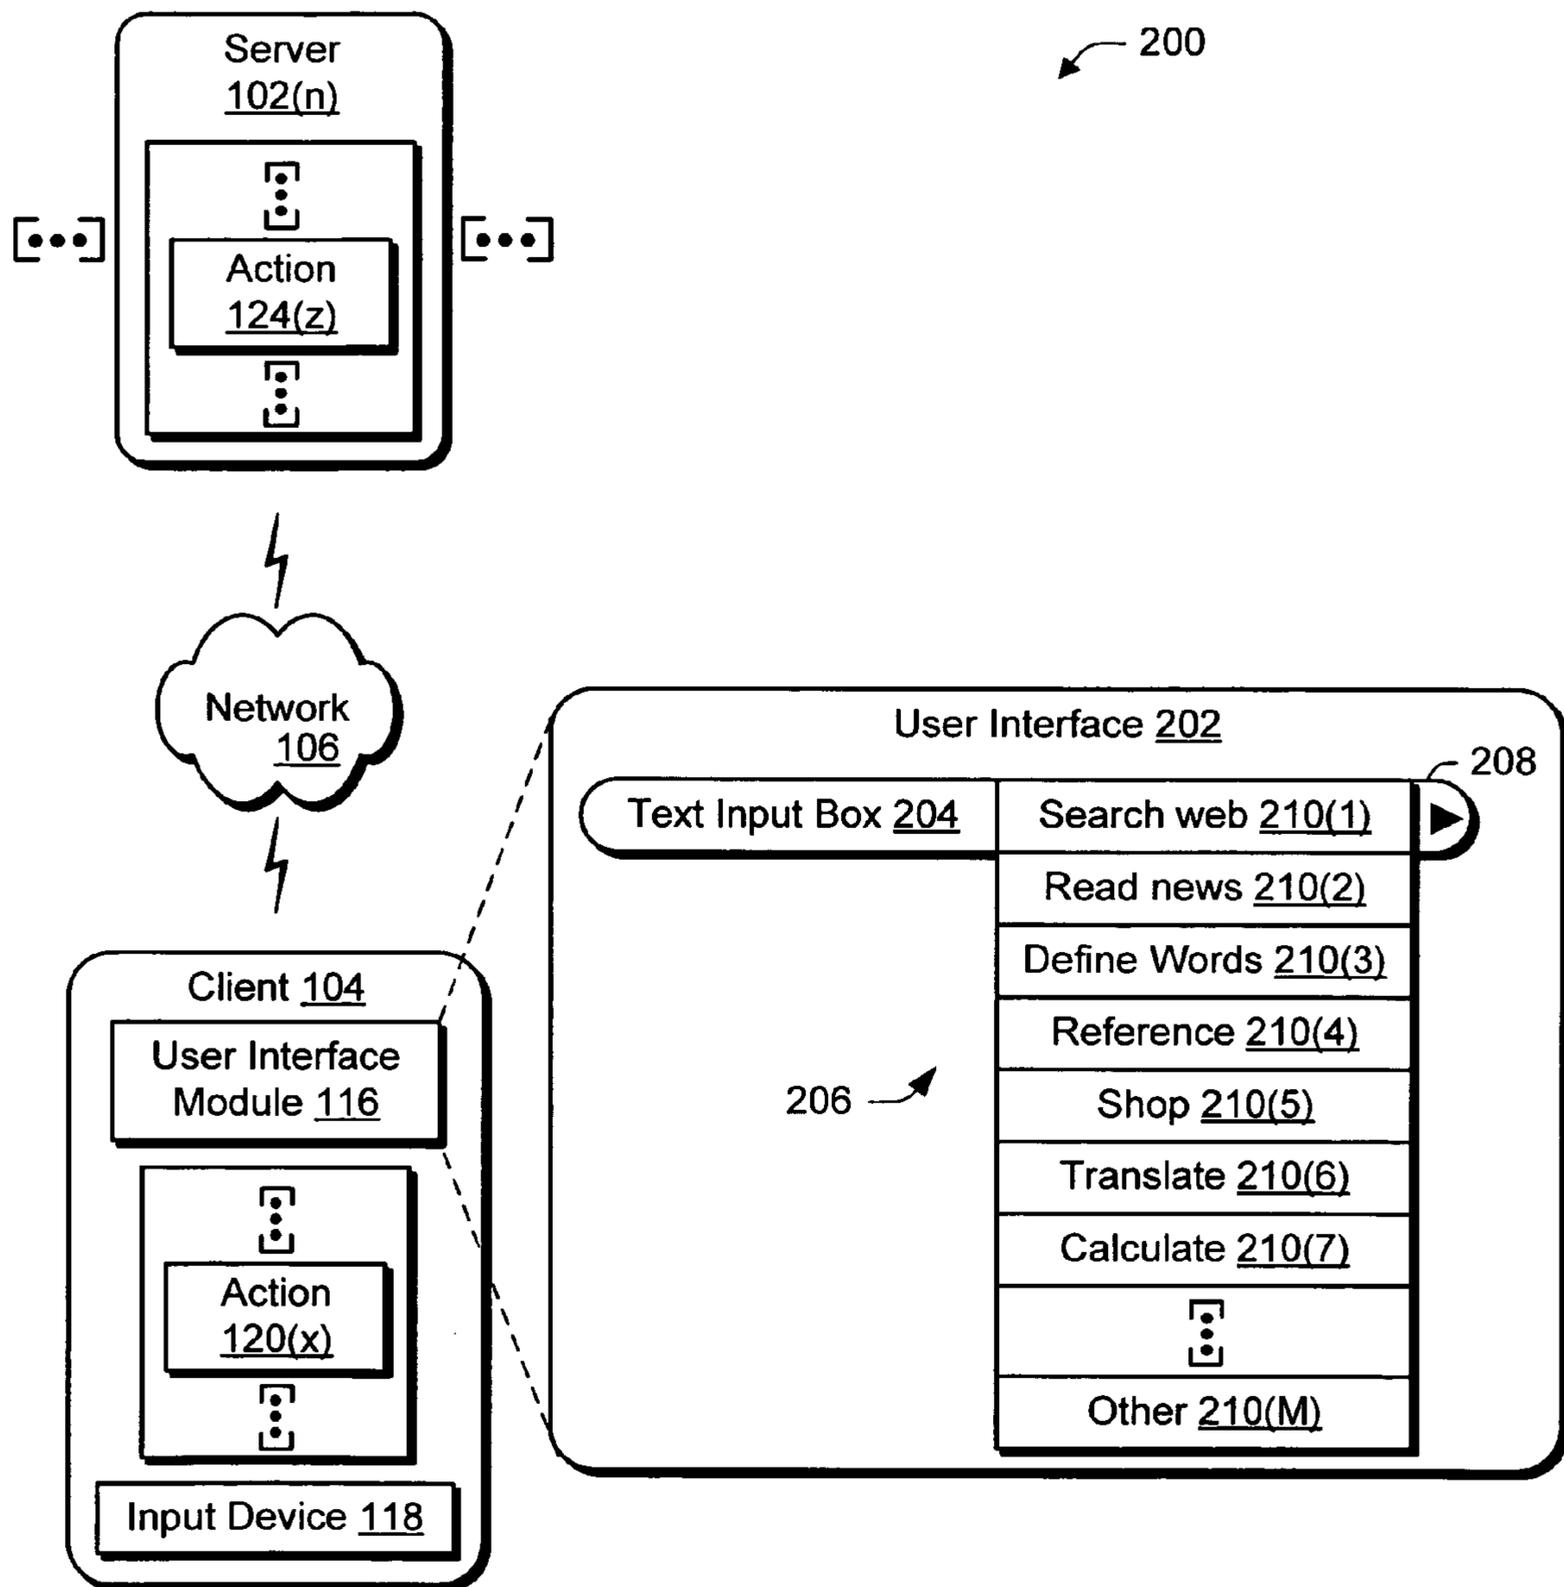 Server
102(n)
200
Action
124(z)
Network
106
User Interface 202
208
Text Input Box 204
Search web 210(1)
Read news 210(2)
Define Words 210(3)
Reference 210(4)
206
Shop 210(5)
Translate 210(6)
Calculate 210(7)
Other 210(M)
Client 104
User Interface
Module 116
Action
120(x)
Input Device 118